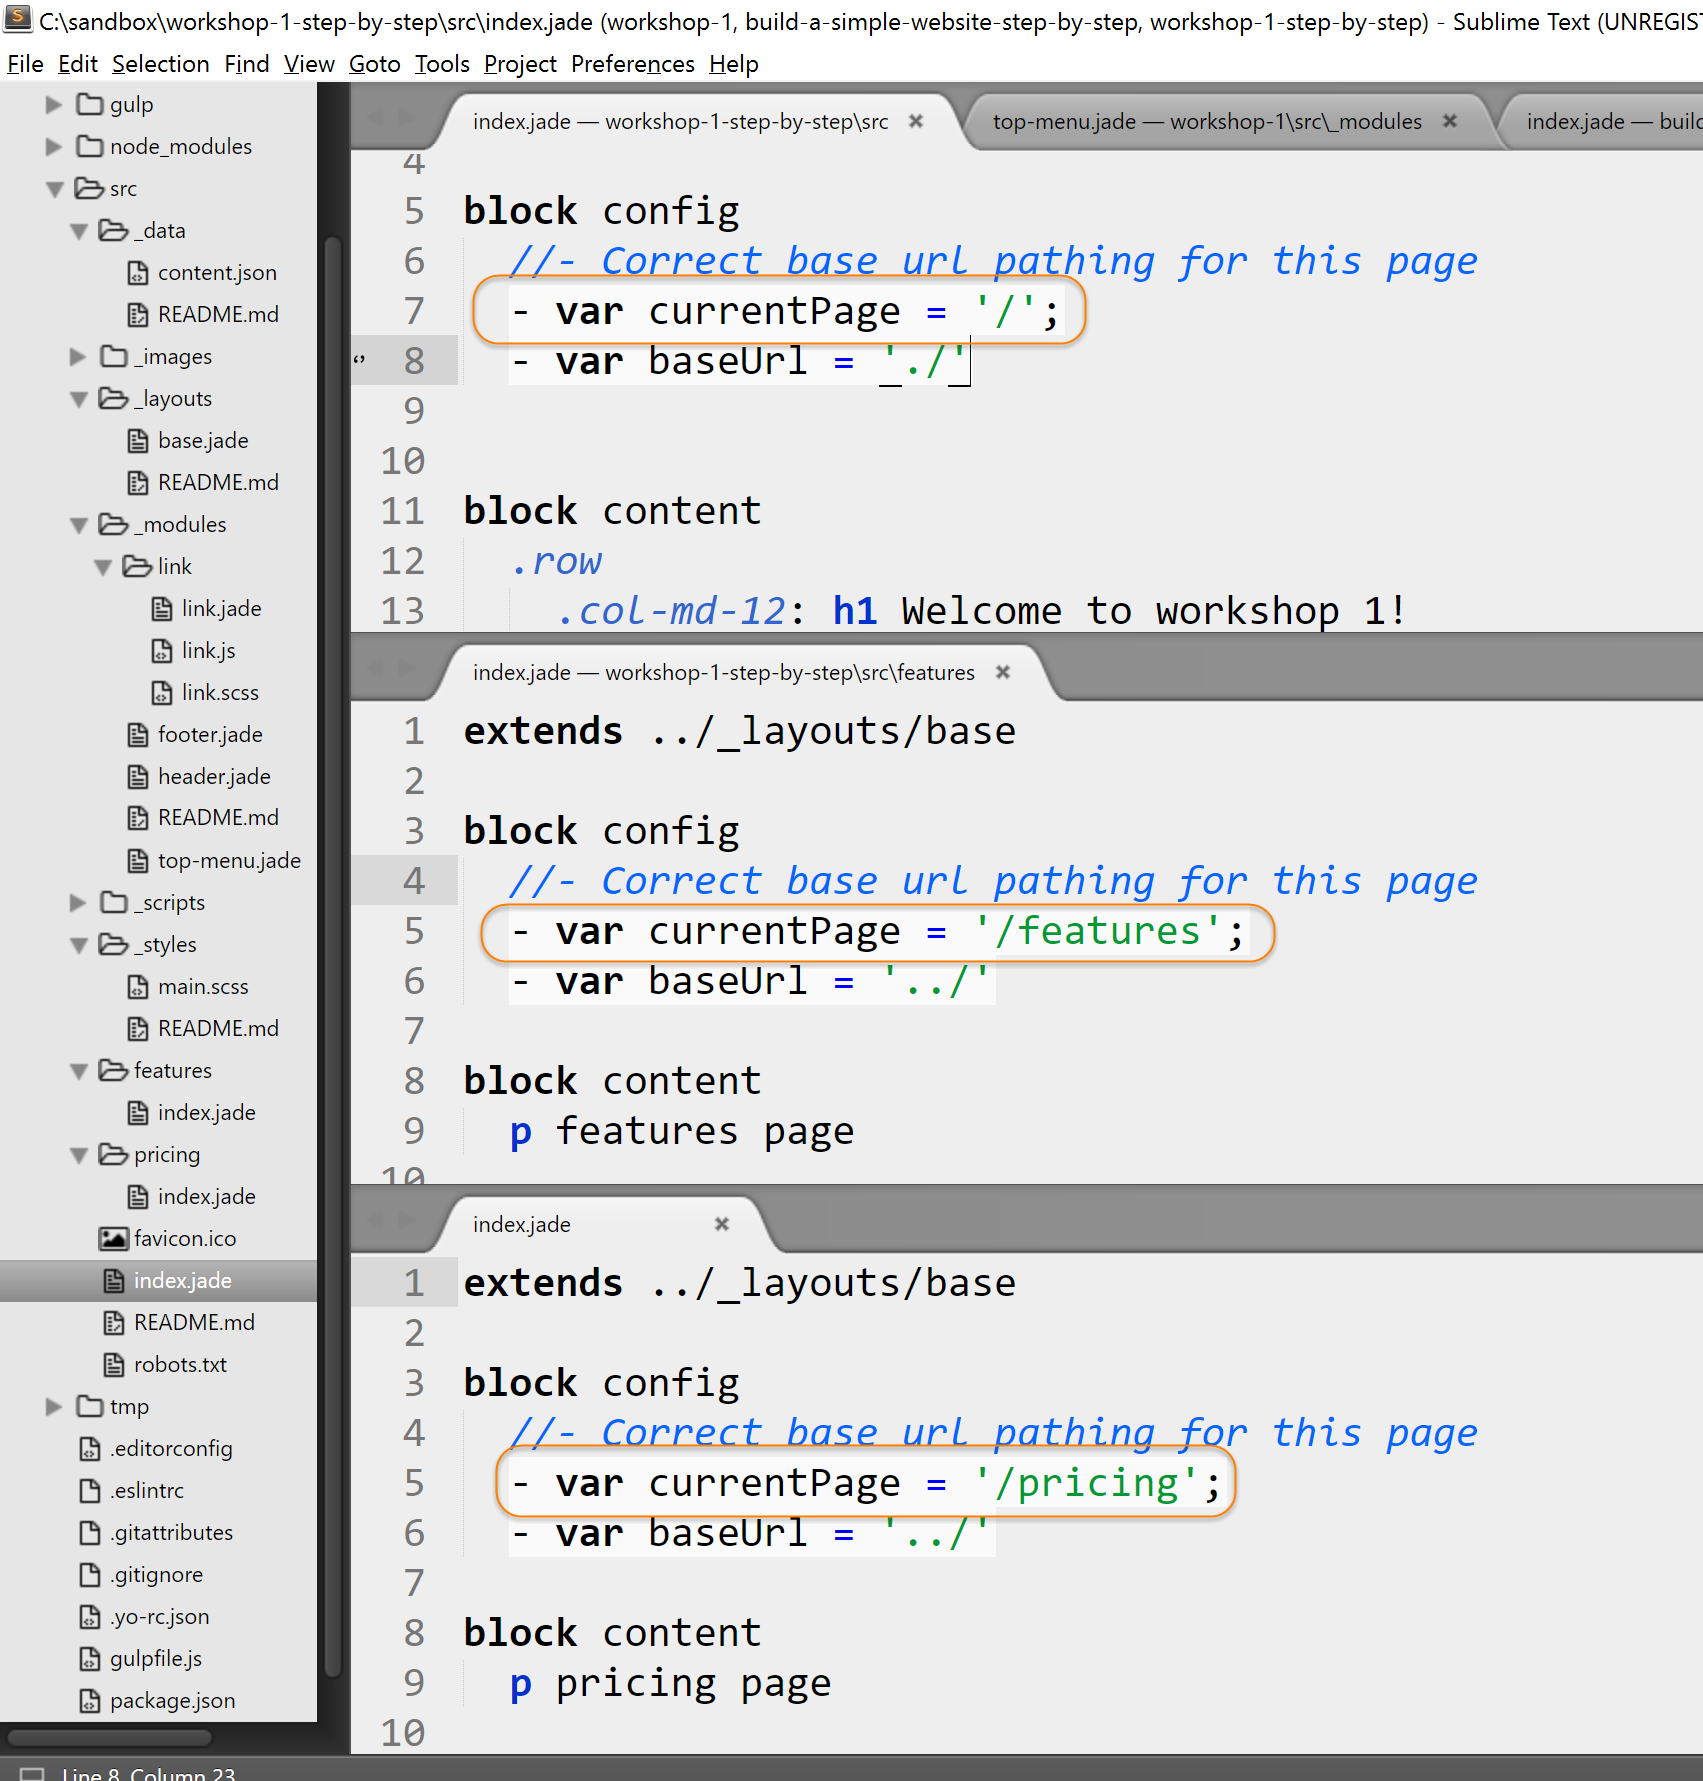 C:\sandbox\workshop-1-step-by-step\src\index.jade (workshop-1, build-a-simple-website-step-by-step, workshop-1-step-by-step) - Sublime Text (UNREGIST
File Edit Selection Find View Goto Tools Project Preferences Help
gulp
node_modules
src
_data
content.json
README.md
_images
_layouts
base.jade
README.md
_modules
link
link.jade
link.js
link.scss
footer.jade
header.jade
README.md
top-menu.jade
_scripts
_styles
main.scss
README.md
features
index.jade
pricing
index.jade
favicon.ico
index.jade
README.md
robots.txt
tmp
.editorconfig
.eslintrc
.gitattributes
.gitignore
.yo-rc.json
gulpfile.js
package.json
index.jade — workshop-1-step-by-step\src × top-menu.jade — workshop-1\src\_modules × index.jade — build
4
5 block config
6 //- Correct base url pathing for this page
7 - var currentPage = '/';
8 - var baseUrl = './'
9
10
11 block content
12 .row
13 .col-md-12: h1 Welcome to workshop 1!
index.jade — workshop-1-step-by-step\src\features ×
1 extends ../_layouts/base
2
3 block config
4 //- Correct base url pathing for this page
5 - var currentPage = '/features';
6 - var baseUrl = '../'
7
8 block content
9 p features page
10
index.jade ×
1 extends ../_layouts/base
2
3 block config
4 //- Correct base url pathing for this page
5 - var currentPage = '/pricing';
6 - var baseUrl = '../'
7
8 block content
9 p pricing page
10
Line 8, Column 23